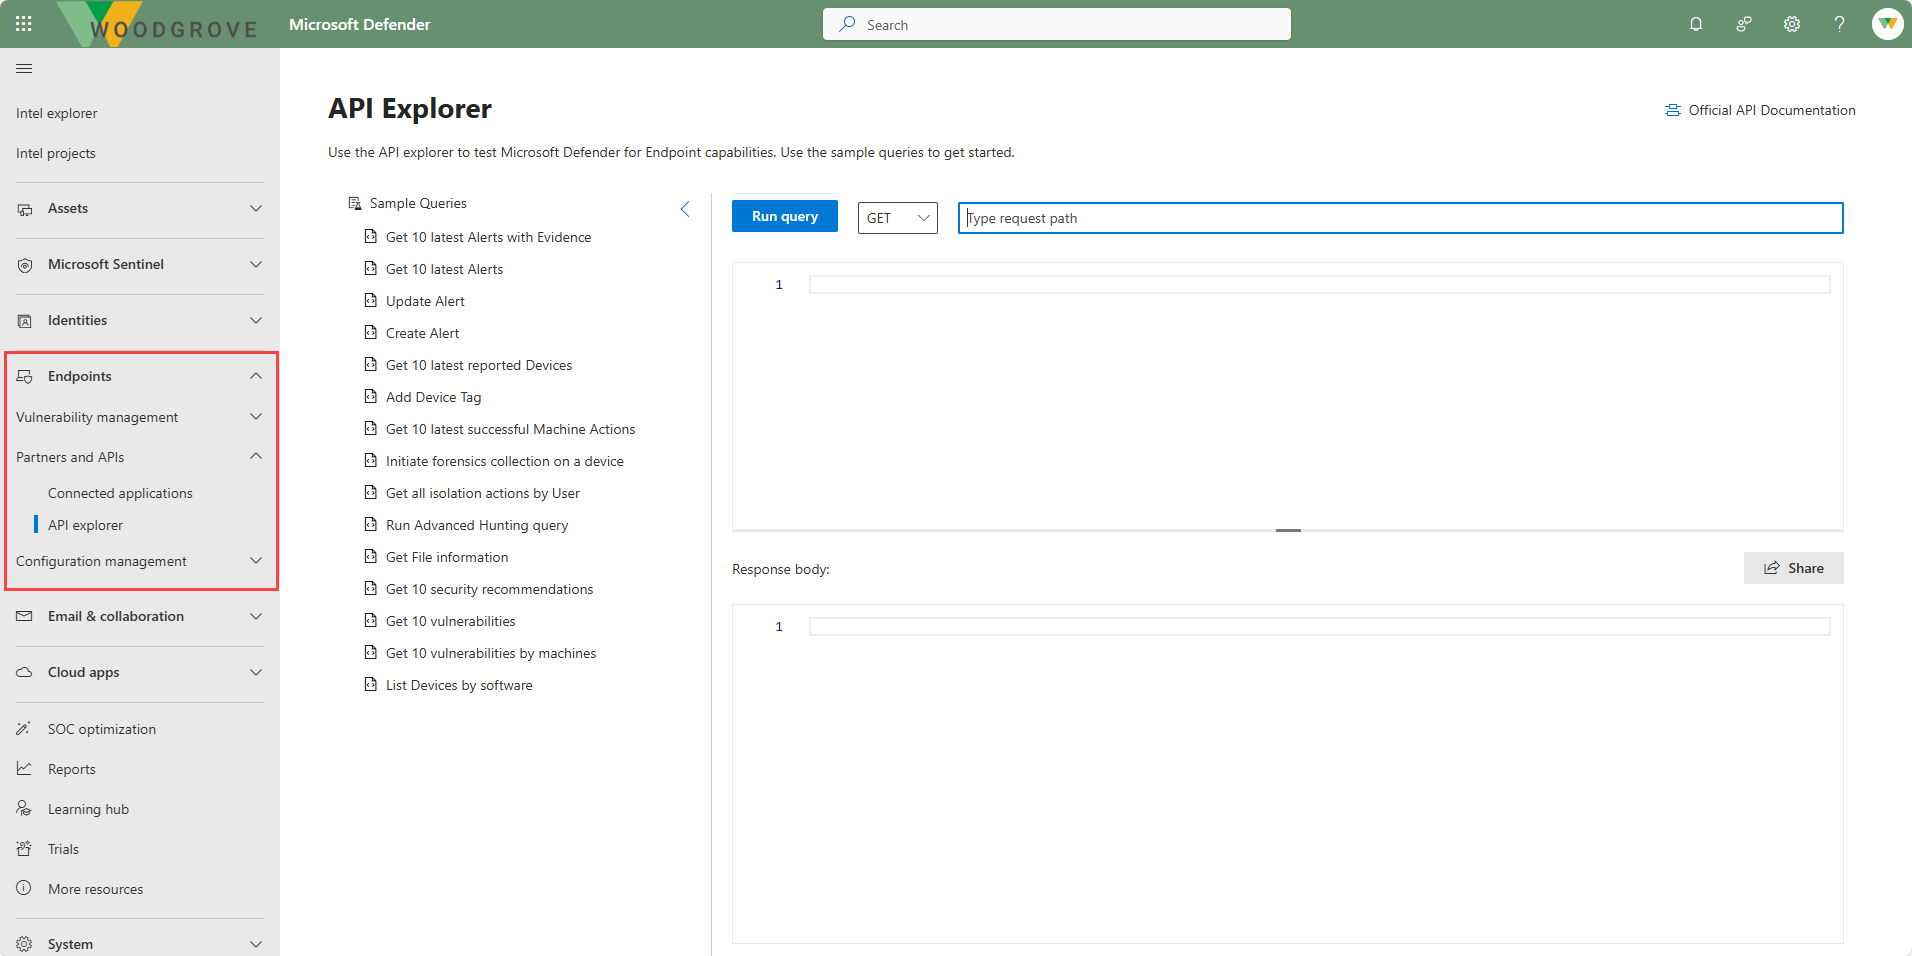 WOODGROVE
Microsoft Defender
Search
Intel explorer
Intel projects
Assets
Microsoft Sentinel
Identities
Endpoints
Vulnerability management
Partners and APIs
Connected applications
API explorer
Configuration management
Email & collaboration
Cloud apps
SOC optimization
Reports
Learning hub
Trials
More resources
System
API Explorer
Official API Documentation
Use the API explorer to test Microsoft Defender for Endpoint capabilities. Use the sample queries to get started.
Sample Queries
Get 10 latest Alerts with Evidence
Get 10 latest Alerts
Update Alert
Create Alert
Get 10 latest reported Devices
Add Device Tag
Get 10 latest successful Machine Actions
Initiate forensics collection on a device
Get all isolation actions by User
Run Advanced Hunting query
Get File information
Get 10 security recommendations
Get 10 vulnerabilities
Get 10 vulnerabilities by machines
List Devices by software
Run query
GET
Type request path
1
Response body:
Share
1